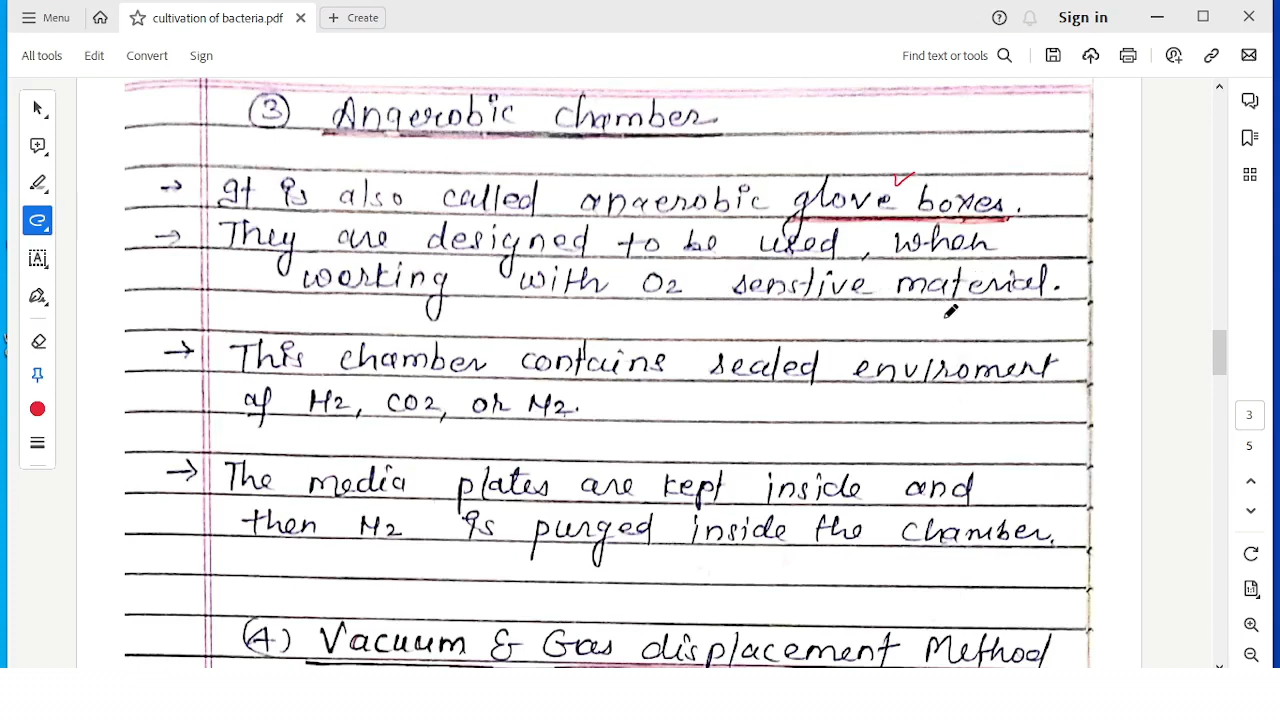 Menu
cultivation of bacteria.pdf
Create
Sign in
All tools Edit Convert Sign
Find text or tools
③ Anaerobic chamber
→ It is also called anaerobic glove boxes.
→ They are designed to be used, when
working with O2 senstive material.
→ This chamber contains sealed enviroment
of H2, CO2, or N2.
→ The media plates are kept inside and
then N2 is purged inside the chamber.
(4) Vacuum & Gas displacement Method
3
5